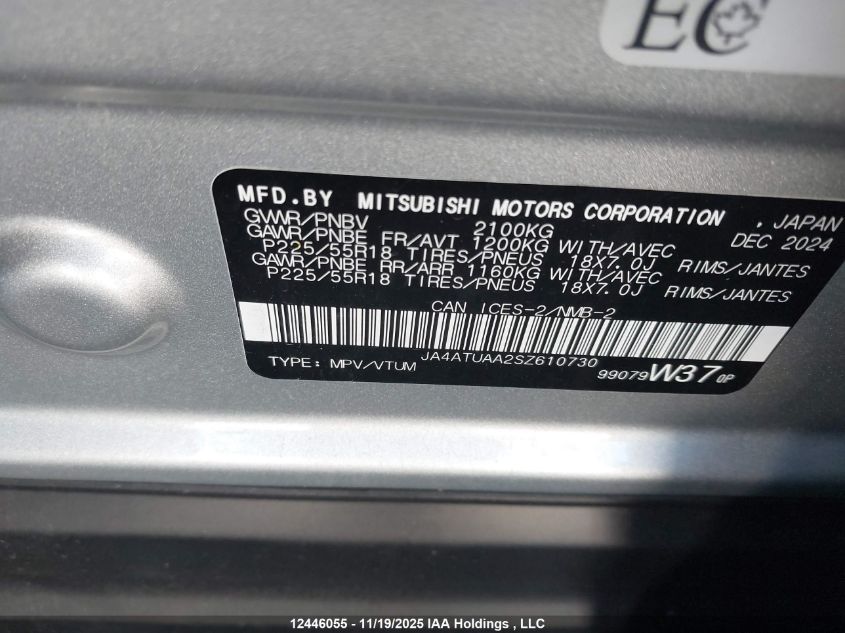 EC
MFD.BY MITSUBISHI MOTORS CORPORATION , JAPAN
GVWR/PNBV 2100KG DEC 2024
GAWR/PNBE FR/AVT 1200KG WITH/AVEC
P225/55R18 TIRES/PNEUS 18X7.0J RIMS/JANTES
GAWR/PNBE RR/ARR 1160KG WITH/AVEC
P225/55R18 TIRES/PNEUS 18X7.0J RIMS/JANTES
CAN ICES-2/NMB-2
JA4ATUAA2SZ610730
TYPE: MPV/VTUM 99079 W37 0P
12446055 - 11/19/2025 IAA Holdings , LLC